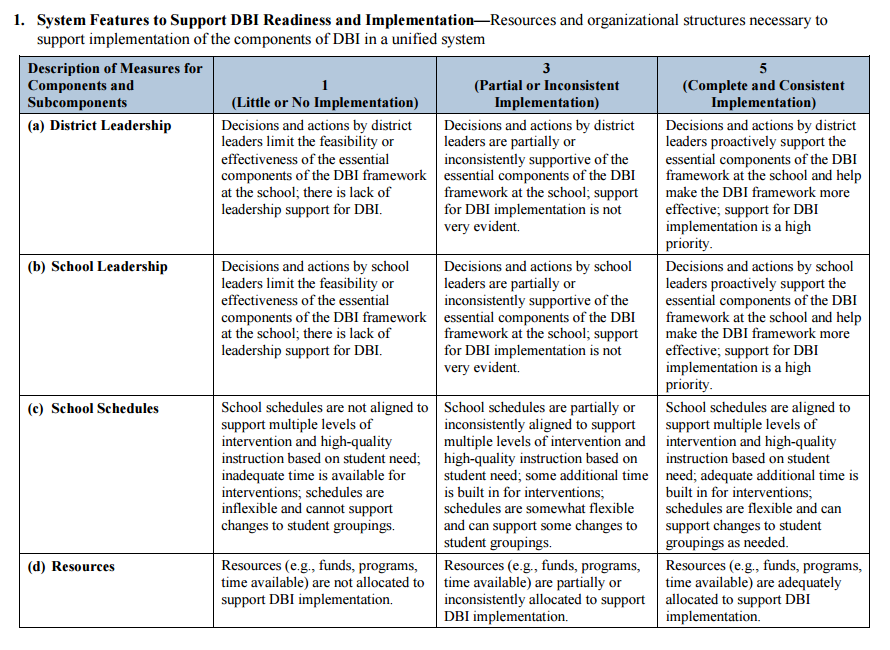 1. System Features to Support DBI Readiness and Implementation—Resources and organizational structures necessary to
support implementation of the components of DBI in a unified system
Description of Measures for
Components and
Subcomponents
1
(Little or No Implementation)
3
(Partial or Inconsistent
Implementation)
5
(Complete and Consistent
Implementation)
(a) District Leadership
Decisions and actions by district
leaders limit the feasibility or
effectiveness of the essential
components of the DBI framework
at the school; there is lack of
leadership support for DBI.
Decisions and actions by district
leaders are partially or
inconsistently supportive of the
essential components of the DBI
framework at the school; support
for DBI implementation is not
very evident.
Decisions and actions by district
leaders proactively support the
essential components of the DBI
framework at the school and help
make the DBI framework more
effective; support for DBI
implementation is a high
priority.
(b) School Leadership
Decisions and actions by school
leaders limit the feasibility or
effectiveness of the essential
components of the DBI framework
at the school; there is lack of
leadership support for DBI.
Decisions and actions by school
leaders are partially or
inconsistently supportive of the
essential components of the DBI
framework at the school; support
for DBI implementation is not
very evident.
Decisions and actions by school
leaders proactively support the
essential components of the DBI
framework at the school and help
make the DBI framework more
effective; support for DBI
implementation is a high
priority.
(c) School Schedules
School schedules are not aligned to
support multiple levels of
intervention and high-quality
instruction based on student need;
inadequate time is available for
interventions; schedules are
inflexible and cannot support
changes to student groupings.
School schedules are partially or
inconsistently aligned to support
multiple levels of intervention and
high-quality instruction based on
student need; some additional time
is built in for interventions;
schedules are somewhat flexible
and can support some changes to
student groupings.
School schedules are aligned to
support multiple levels of
intervention and high-quality
instruction based on student
need; adequate additional time is
built in for interventions;
schedules are flexible and can
support changes to student
groupings as needed.
(d) Resources
Resources (e.g., funds, programs,
time available) are not allocated to
support DBI implementation.
Resources (e.g., funds, programs,
time available) are partially or
inconsistently allocated to support
DBI implementation.
Resources (e.g., funds, programs,
time available) are adequately
allocated to support DBI
implementation.